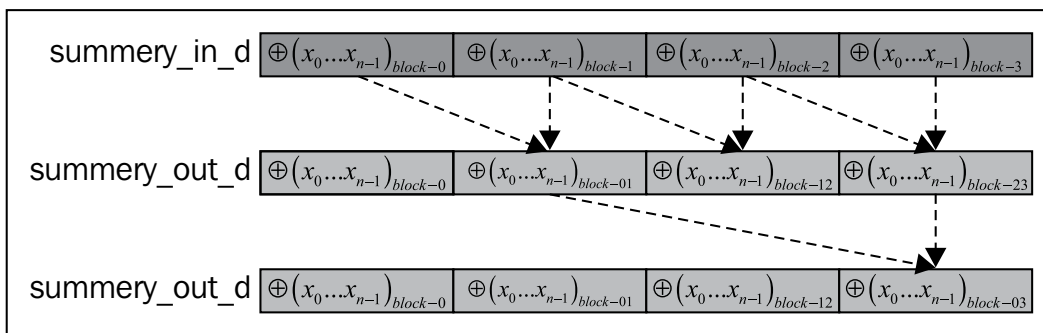 summery_in_d ⊕(x₀...xₙ₋₁)block−0 ⊕(x₀...xₙ₋₁)block−1 ⊕(x₀...xₙ₋₁)block−2 ⊕(x₀...xₙ₋₁)block−3
summery_out_d ⊕(x₀...xₙ₋₁)block−0 ⊕(x₀...xₙ₋₁)block−01 ⊕(x₀...xₙ₋₁)block−12 ⊕(x₀...xₙ₋₁)block−23
summery_out_d ⊕(x₀...xₙ₋₁)block−0 ⊕(x₀...xₙ₋₁)block−01 ⊕(x₀...xₙ₋₁)block−12 ⊕(x₀...xₙ₋₁)block−03